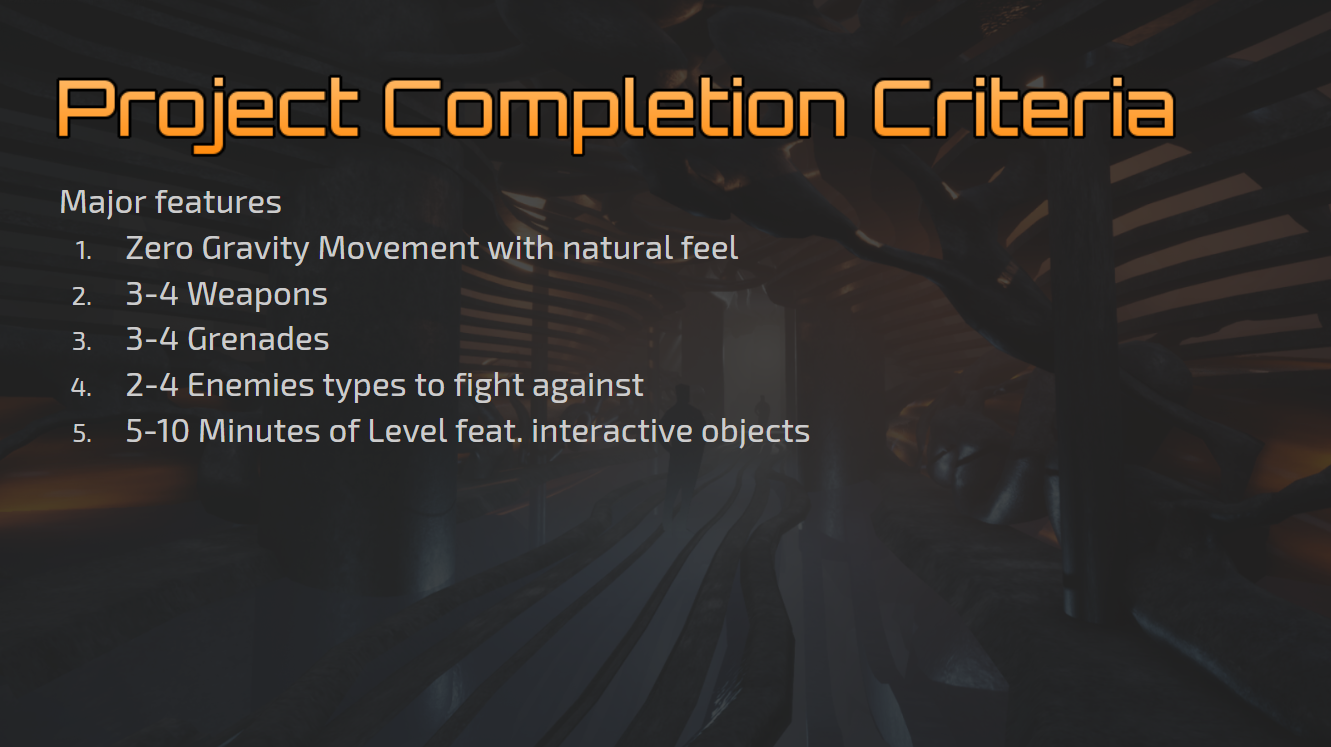 Project Completion Criteria
Major features
1. Zero Gravity Movement with natural feel
2. 3-4 Weapons
3. 3-4 Grenades
4. 2-4 Enemies types to fight against
5. 5-10 Minutes of Level feat. interactive objects